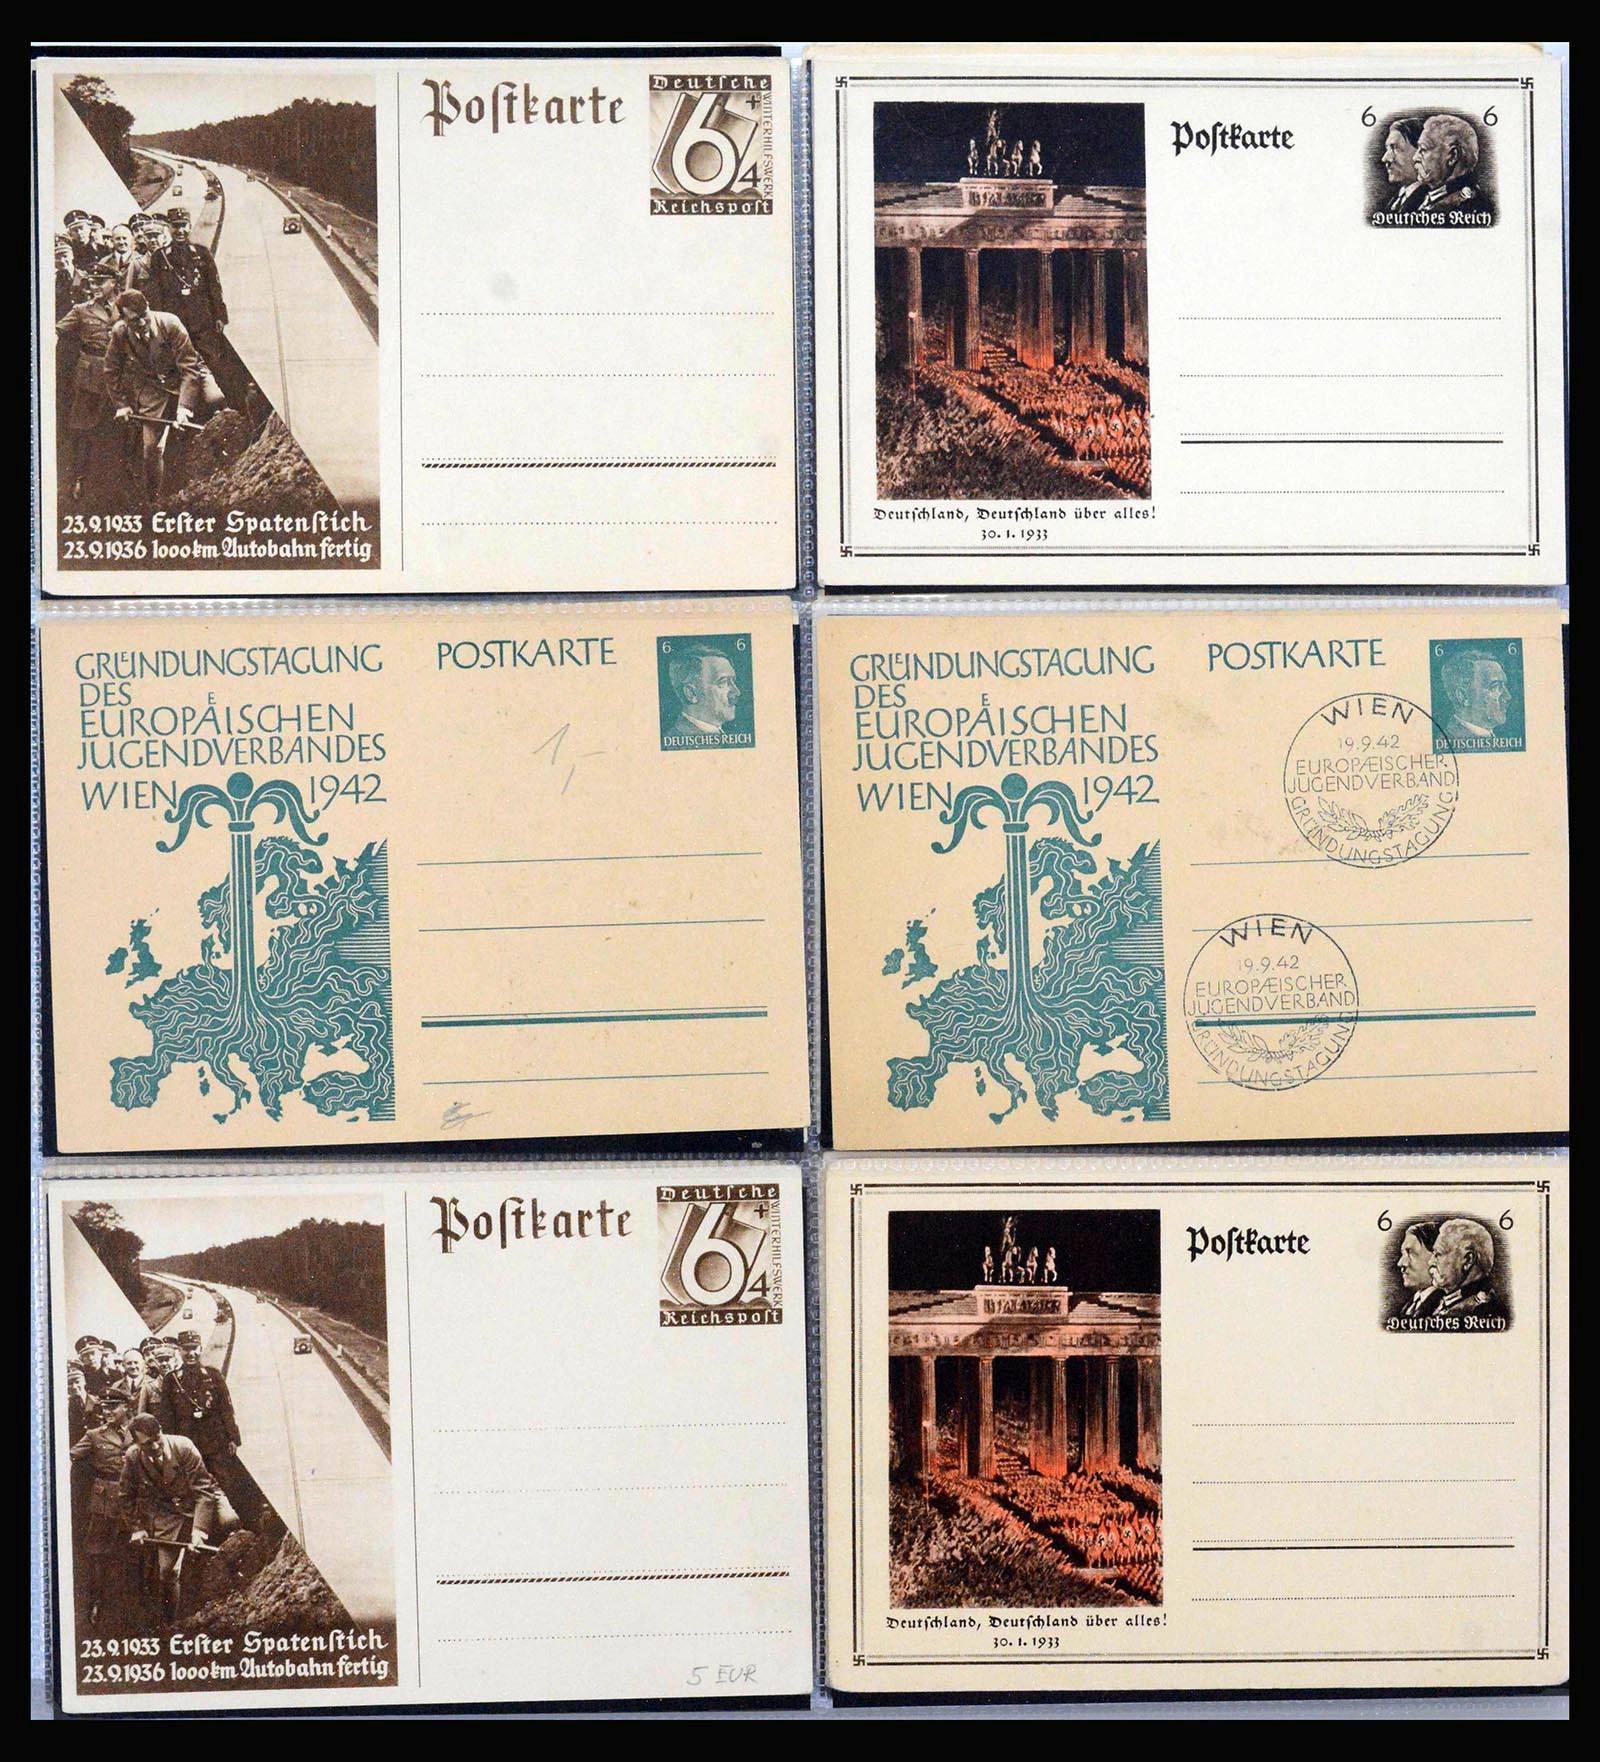 Postkarte
Deutsche
6+4
WINTERHILFSWERK
Reichspost
23.9.1933 Erster Spatenstich
23.9.1936 1000 km Autobahn fertig
Postkarte
6 6
Deutsches Reich
Deutschland, Deutschland über alles!
30.1.1933
GRÜNDUNGSTAGUNG
DES
EUROPÄISCHEN
JUGENDVERBANDES
WIEN 1942
POSTKARTE
6 6
DEUTSCHES REICH
1,-
GRÜNDUNGSTAGUNG
DES
EUROPÄISCHEN
JUGENDVERBANDES
WIEN 1942
POSTKARTE
6 6
DEUTSCHES REICH
WIEN
19.9.42
EUROPÆISCHER
JUGENDVERBAND
GRÜNDUNGSTAGUNG
WIEN
19.9.42
EUROPÆISCHER
JUGENDVERBAND
GRÜNDUNGSTAGUNG
Postkarte
Deutsche
6+4
WINTERHILFSWERK
Reichspost
23.9.1933 Erster Spatenstich
23.9.1936 1000 km Autobahn fertig
5 EUR
Postkarte
6 6
Deutsches Reich
Deutschland, Deutschland über alles!
30.1.1933